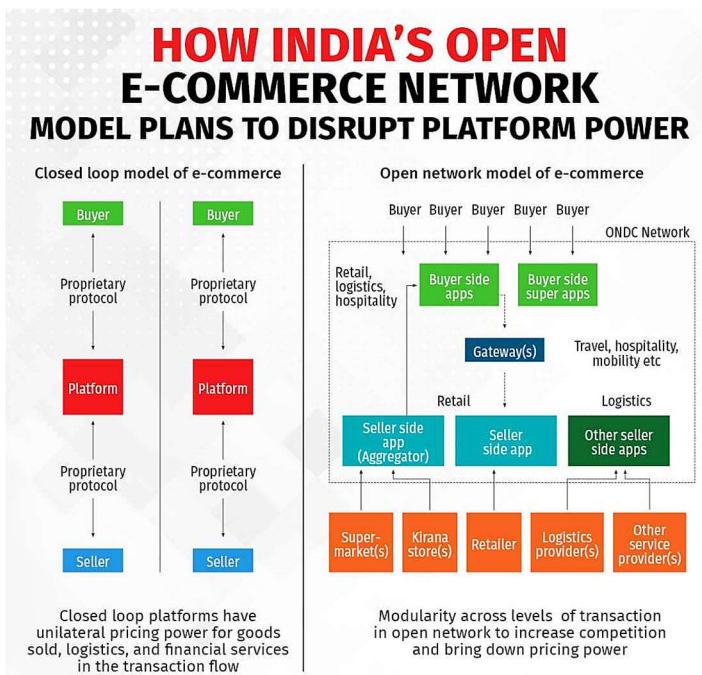 HOW INDIA'S OPEN
E-COMMERCE NETWORK
MODEL PLANS TO DISRUPT PLATFORM POWER
Closed loop model of e-commerce
Buyer
Buyer
Proprietary
protocol
Proprietary
protocol
Platform
Platform
Proprietary
protocol
Proprietary
protocol
Seller
Seller
Closed loop platforms have
unilateral pricing power for goods
sold, logistics, and financial services
in the transaction flow
Open network model of e-commerce
Buyer Buyer Buyer Buyer Buyer
ONDC Network
Retail,
logistics,
hospitality
Buyer side
apps
Buyer side
super apps
Gateway(s)
Travel, hospitality,
mobility etc
Retail
Logistics
Seller side
app
(Aggregator)
Seller
side app
Other seller
side apps
Super-
market(s)
Kirana
store(s)
Retailer
Logistics
provider(s)
Other
service
provider(s)
Modularity across levels of transaction
in open network to increase competition
and bring down pricing power